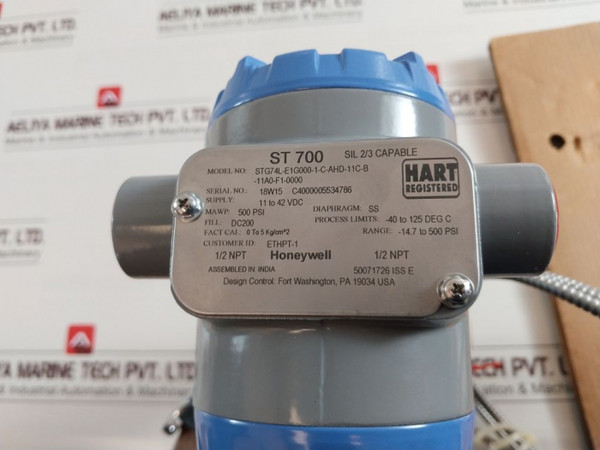 AELIYA MARINE TECH PVT. LTD.
Industrial Automation
ST 700 SIL 2/3 CAPABLE
MODEL NO: STG74L-E1G000-1-C-AHD-11C-B
-11A0-F1-0000
HART
REGISTERED
SERIAL NO.: 18W15 C4000005534786
SUPPLY: 11 to 42 VDC
MAWP: 500 PSI DIAPHRAGM: SS
FILL: DC200 PROCESS LIMITS: -40 to 125 DEG C
FACT CAL: 0 To 5 Kg/cm^2 RANGE: -14.7 to 500 PSI
CUSTOMER ID: ETHPT-1
1/2 NPT Honeywell 1/2 NPT
ASSEMBLED IN: INDIA 50071726 ISS E
Design Control: Fort Washington, PA 19034 USA
AELIYA MARINE TECH PVT. LTD.
& Industrial Automation